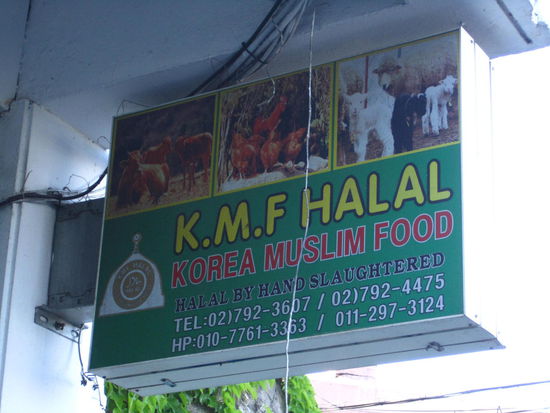 K.M.F HALAL
KOREA MUSLIM FOOD
HALAL BY HAND SLAUGHTERED
TEL:02)792-3607 / 02)792-4475
HP:010-7761-3363 / 011-297-3124